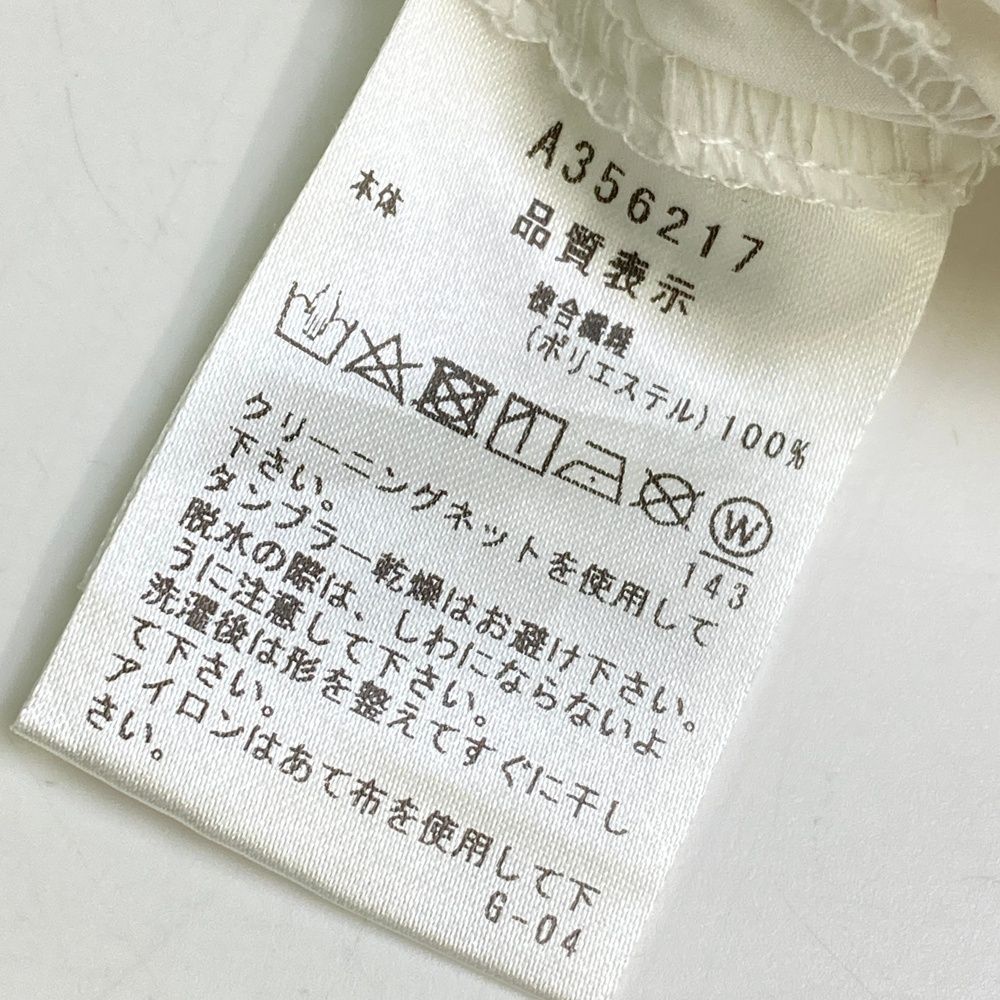 A356217
品質表示
本体
複合繊維
(ポリエステル)100%
W
143
クリーニングネットを使用して
下さい。
タンブラー乾燥はお避け下さい。
脱水の際は、しわにならないよ
うに注意して下さい。
洗濯後は形を整えてすぐに干し
て下さい。
アイロンはあて布を使用して下
さい。
G-04